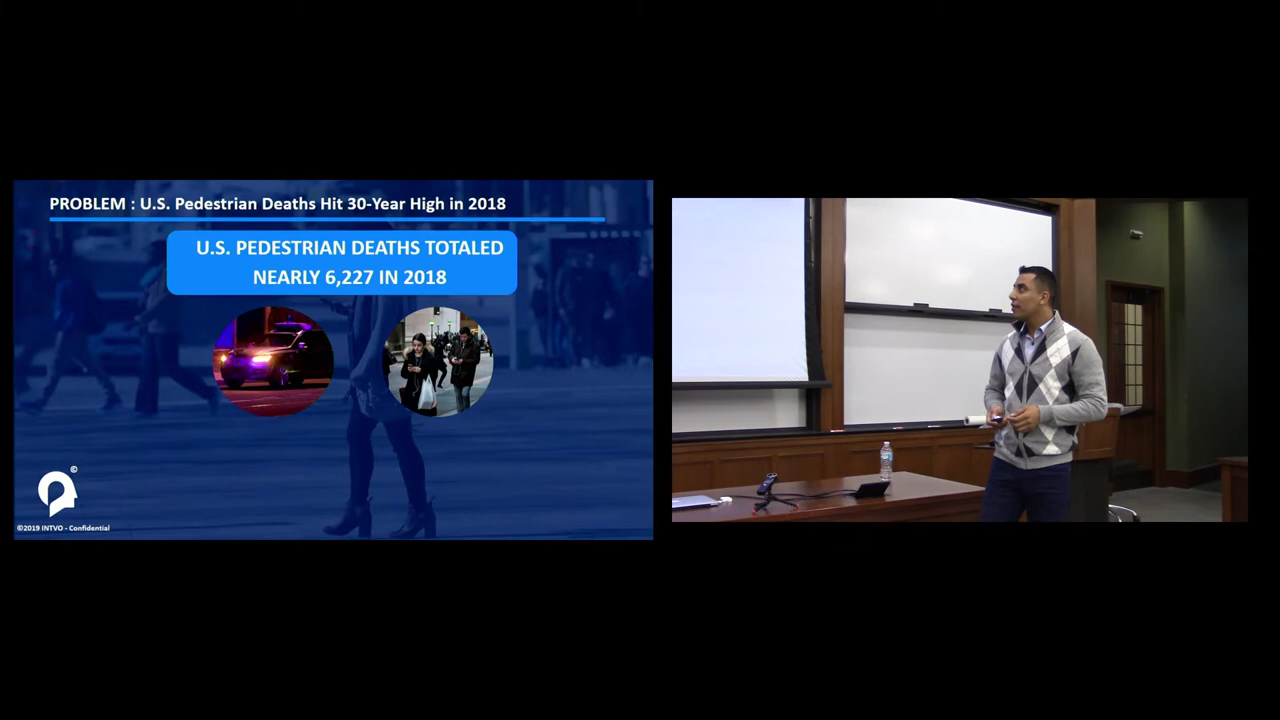 PROBLEM : U.S. Pedestrian Deaths Hit 30-Year High in 2018
U.S. PEDESTRIAN DEATHS TOTALED
NEARLY 6,227 IN 2018
©
©2019 INTVO - Confidential